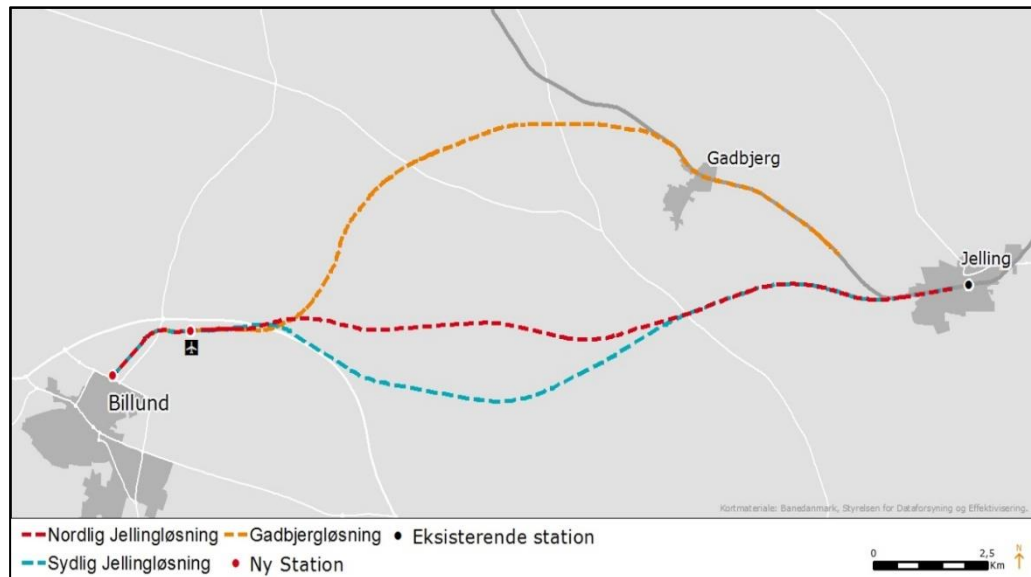 Gadbjerg
Jelling
Billund
Kortmateriale: Banedanmark, Styrelsen for Dataforsyning og Effektivisering.
Nordlig Jellingløsning
Gadbjergløsning
Eksisterende station
Sydlig Jellingløsning
Ny Station
0 2,5
Km
N